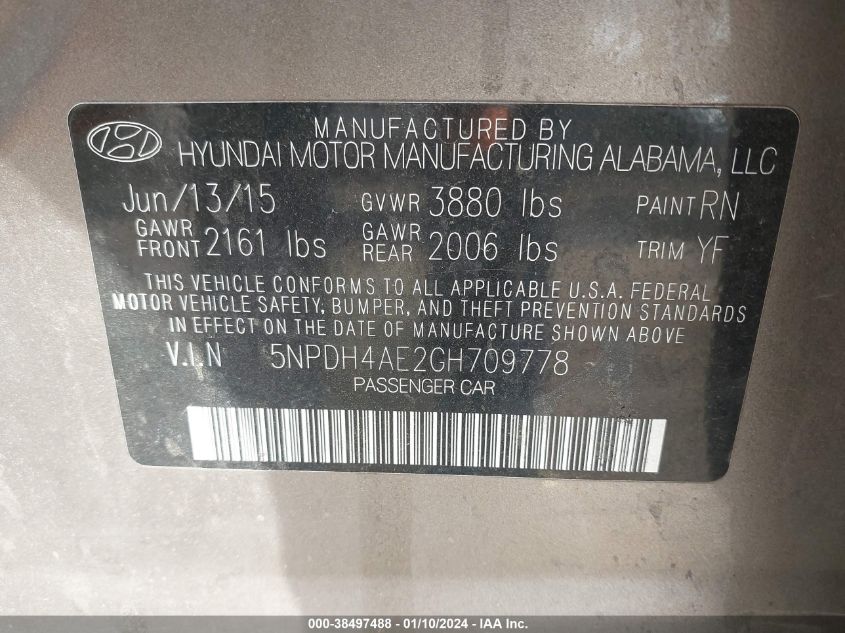 MANUFACTURED BY
HYUNDAI MOTOR MANUFACTURING ALABAMA, LLC
Jun/13/15 GVWR 3880 lbs PAINT RN
GAWR FRONT 2161 lbs GAWR REAR 2006 lbs TRIM YF
THIS VEHICLE CONFORMS TO ALL APPLICABLE U.S.A. FEDERAL
MOTOR VEHICLE SAFETY, BUMPER, AND THEFT PREVENTION STANDARDS
IN EFFECT ON THE DATE OF MANUFACTURE SHOWN ABOVE
V.I.N 5NPDH4AE2GH709778
PASSENGER CAR
000-38497488 - 01/10/2024 - IAA Inc.